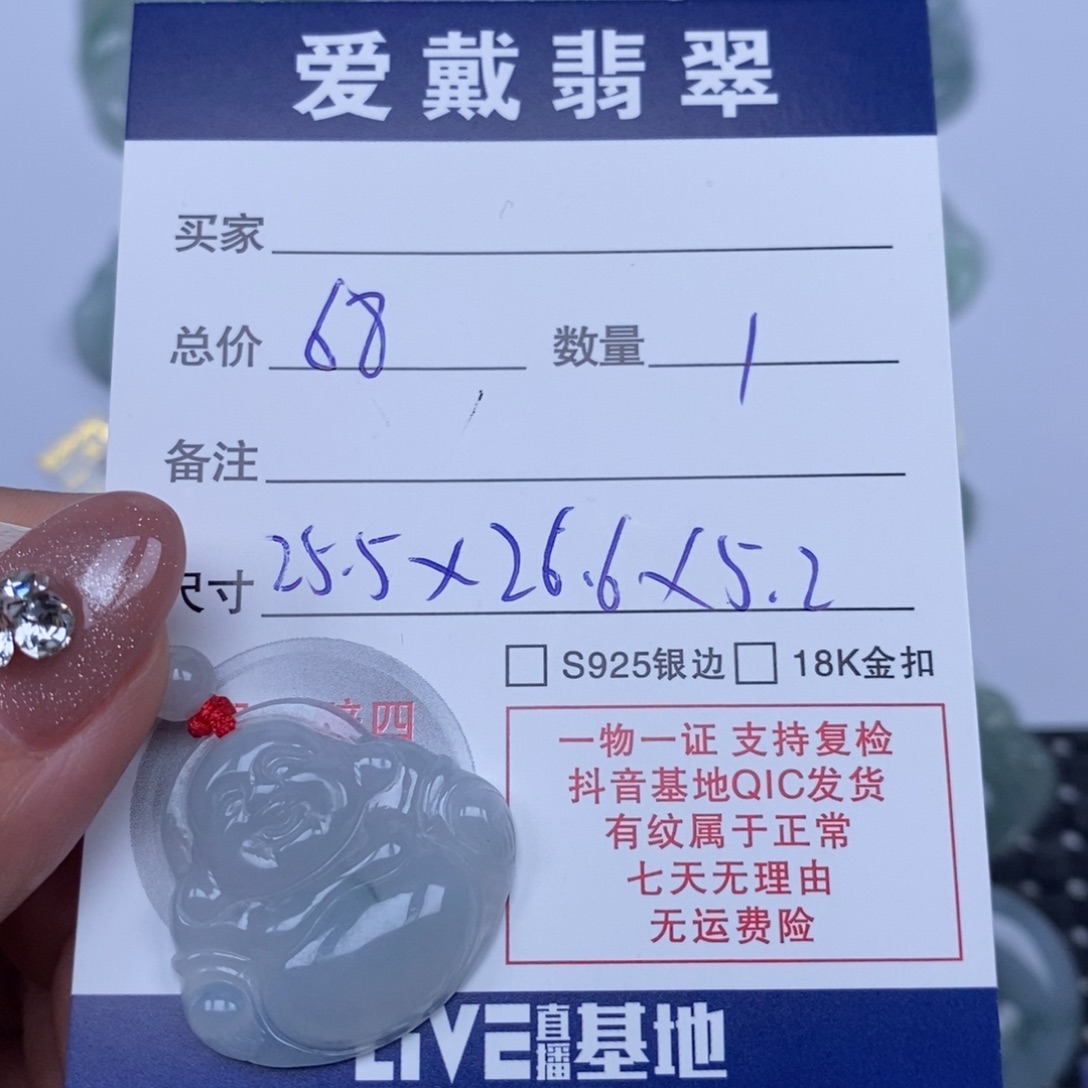 爱戴翡翠
买家
总价 68 数量 1
备注
尺寸 25.5×26.6×5.2
S925银边 18K金扣
四
一物一证 支持复检
抖音基地QIC发货
有纹属于正常
七天无理由
无运费险
LIVE直播基地